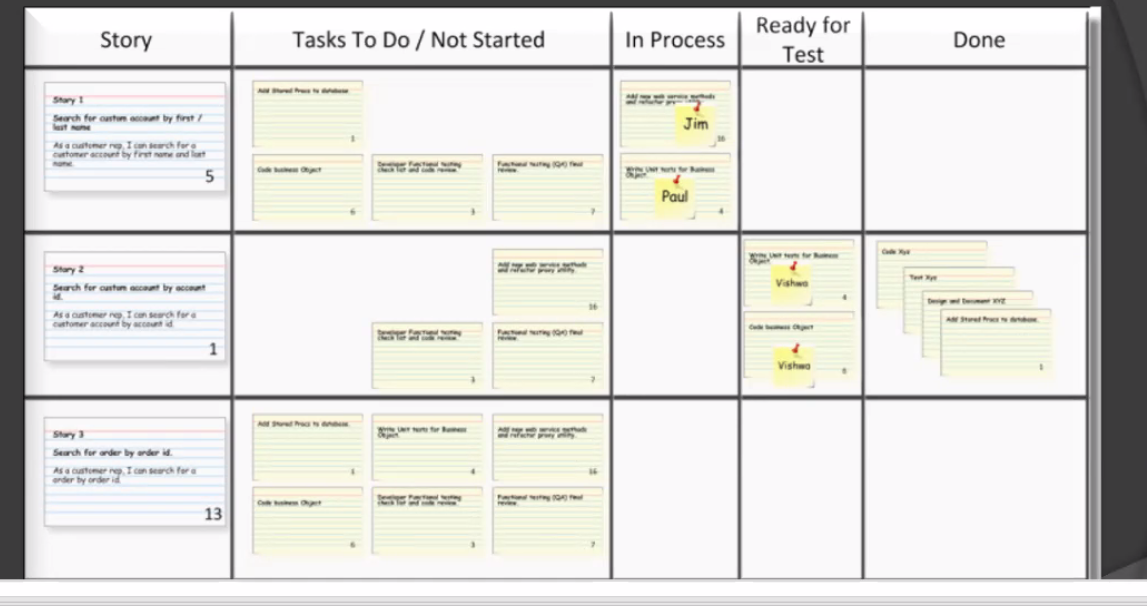 Story
Tasks To Do / Not Started
In Process
Ready for
Test
Done
Story 1
Search for custom account by first /
last name
As a customer rep, I can search for a
customer account by first name and last
name.
5
Add Stored Procs to database
1
Code business Object
6
Developer Functional testing
check list and code review.
3
Functional testing (QA) final
review.
7
Add new web service methods
and refactor proxy
Jim
16
Write Unit tests for Business
Object.
Paul
4
Story 2
Search for custom account by account
id.
As a customer rep, I can search for a
customer account by account id.
1
Add new web service methods
and refactor proxy utility.
16
Developer Functional testing
check list and code review.
3
Functional testing (QA) final
review.
7
Write Unit tests for Business
Object.
Vishwa
4
Code business Object
Vishwa
6
Code Xyz
Test Xyz
Design and Document XYZ
Add Stored Procs to database.
1
Story 3
Search for order by order id.
As a customer rep, I can search for a
order by order id.
13
Add Stored Procs to database.
1
Write Unit tests for Business
Object.
4
Add new web service methods
and refactor proxy utility.
16
Code business Object
6
Developer Functional testing
check list and code review.
3
Functional testing (QA) final
review.
7